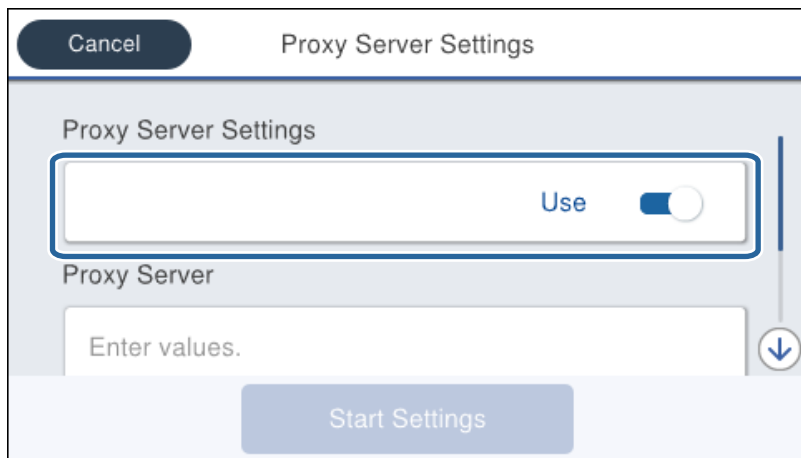 Cancel
Proxy Server Settings
Proxy Server Settings
Use
Proxy Server
Enter values.
Start Settings